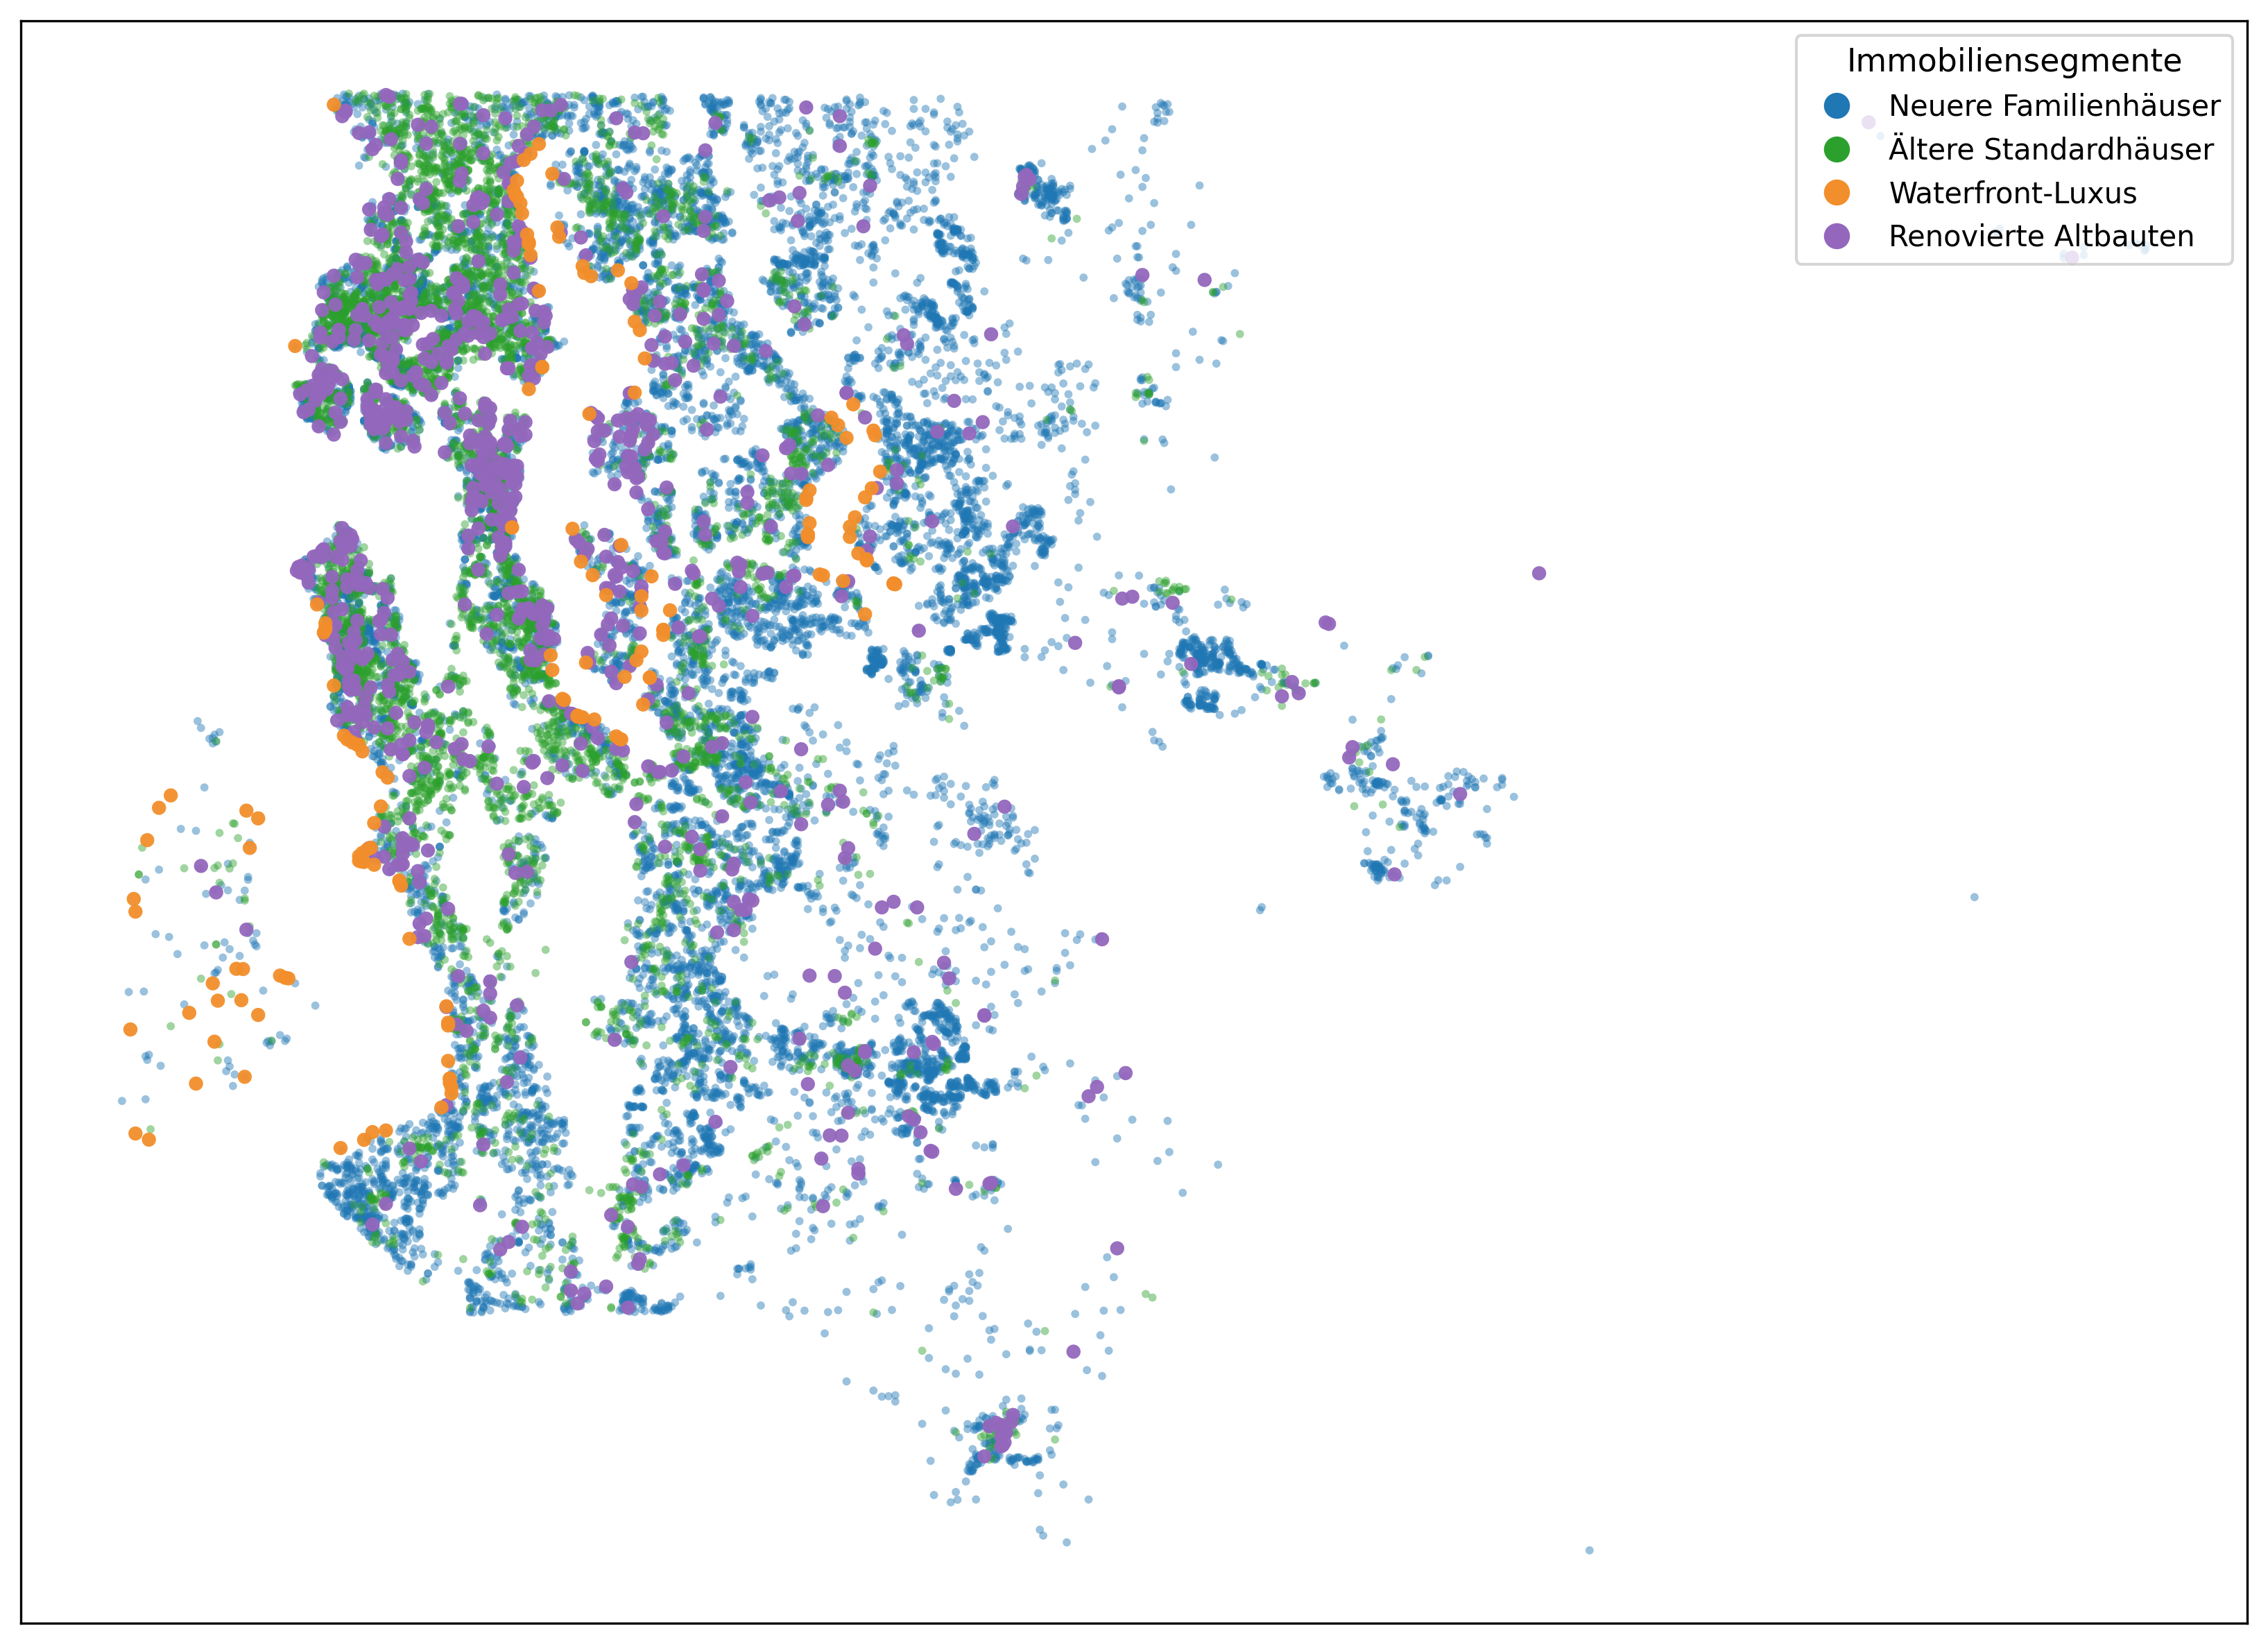 Immobiliensegmente
Neuere Familienhäuser
Ältere Standardhäuser
Waterfront-Luxus
Renovierte Altbauten